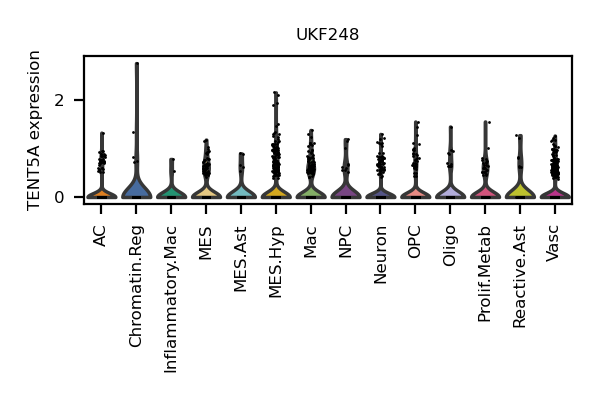 UKF248
TENT5A expression
2
0
AC
Chromatin.Reg
Inflammatory.Mac
MES
MES.Ast
MES.Hyp
Mac
NPC
Neuron
OPC
Oligo
Prolif.Metab
Reactive.Ast
Vasc